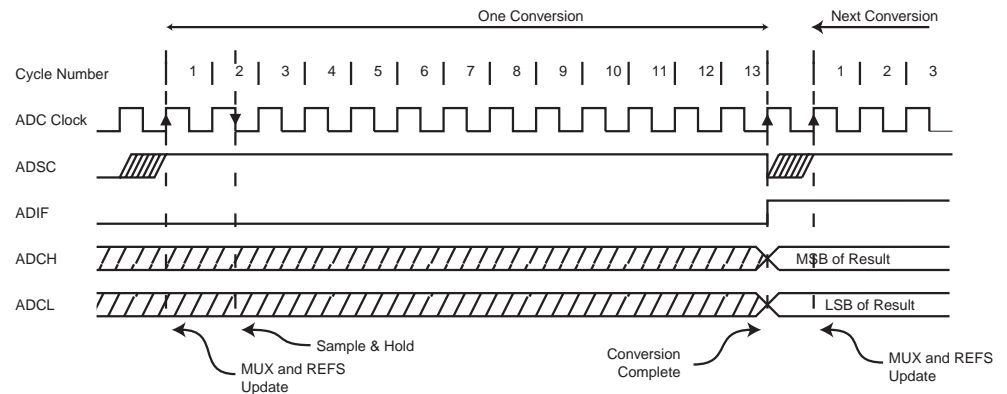 One Conversion
Next Conversion
Cycle Number 1 2 3 4 5 6 7 8 9 10 11 12 13 1 2 3
ADC Clock
ADSC
ADIF
ADCH MSB of Result
ADCL LSB of Result
Sample & Hold
MUX and REFS
Update
Conversion
Complete
MUX and REFS
Update